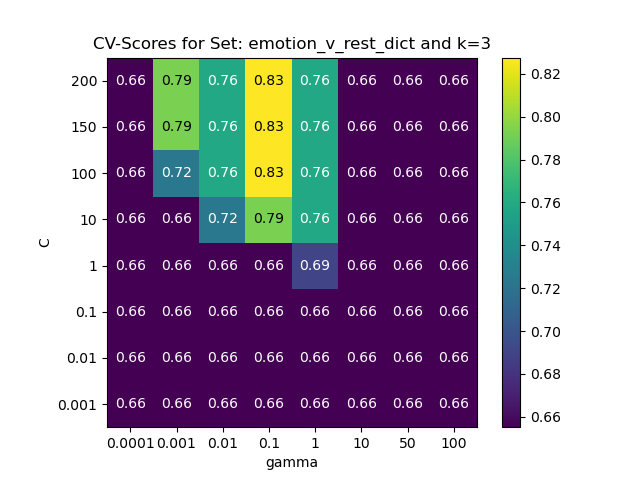 CV-Scores for Set: emotion_v_rest_dict and k=3
200 0.66 0.79 0.76 0.83 0.76 0.66 0.66 0.66
150 0.66 0.79 0.76 0.83 0.76 0.66 0.66 0.66
100 0.66 0.72 0.76 0.83 0.76 0.66 0.66 0.66
10 0.66 0.66 0.72 0.79 0.76 0.66 0.66 0.66
1 0.66 0.66 0.66 0.66 0.69 0.66 0.66 0.66
0.1 0.66 0.66 0.66 0.66 0.66 0.66 0.66 0.66
0.01 0.66 0.66 0.66 0.66 0.66 0.66 0.66 0.66
0.001 0.66 0.66 0.66 0.66 0.66 0.66 0.66 0.66
0.0001 0.001 0.01 0.1 1 10 50 100
gamma
C
0.82
0.80
0.78
0.76
0.74
0.72
0.70
0.68
0.66